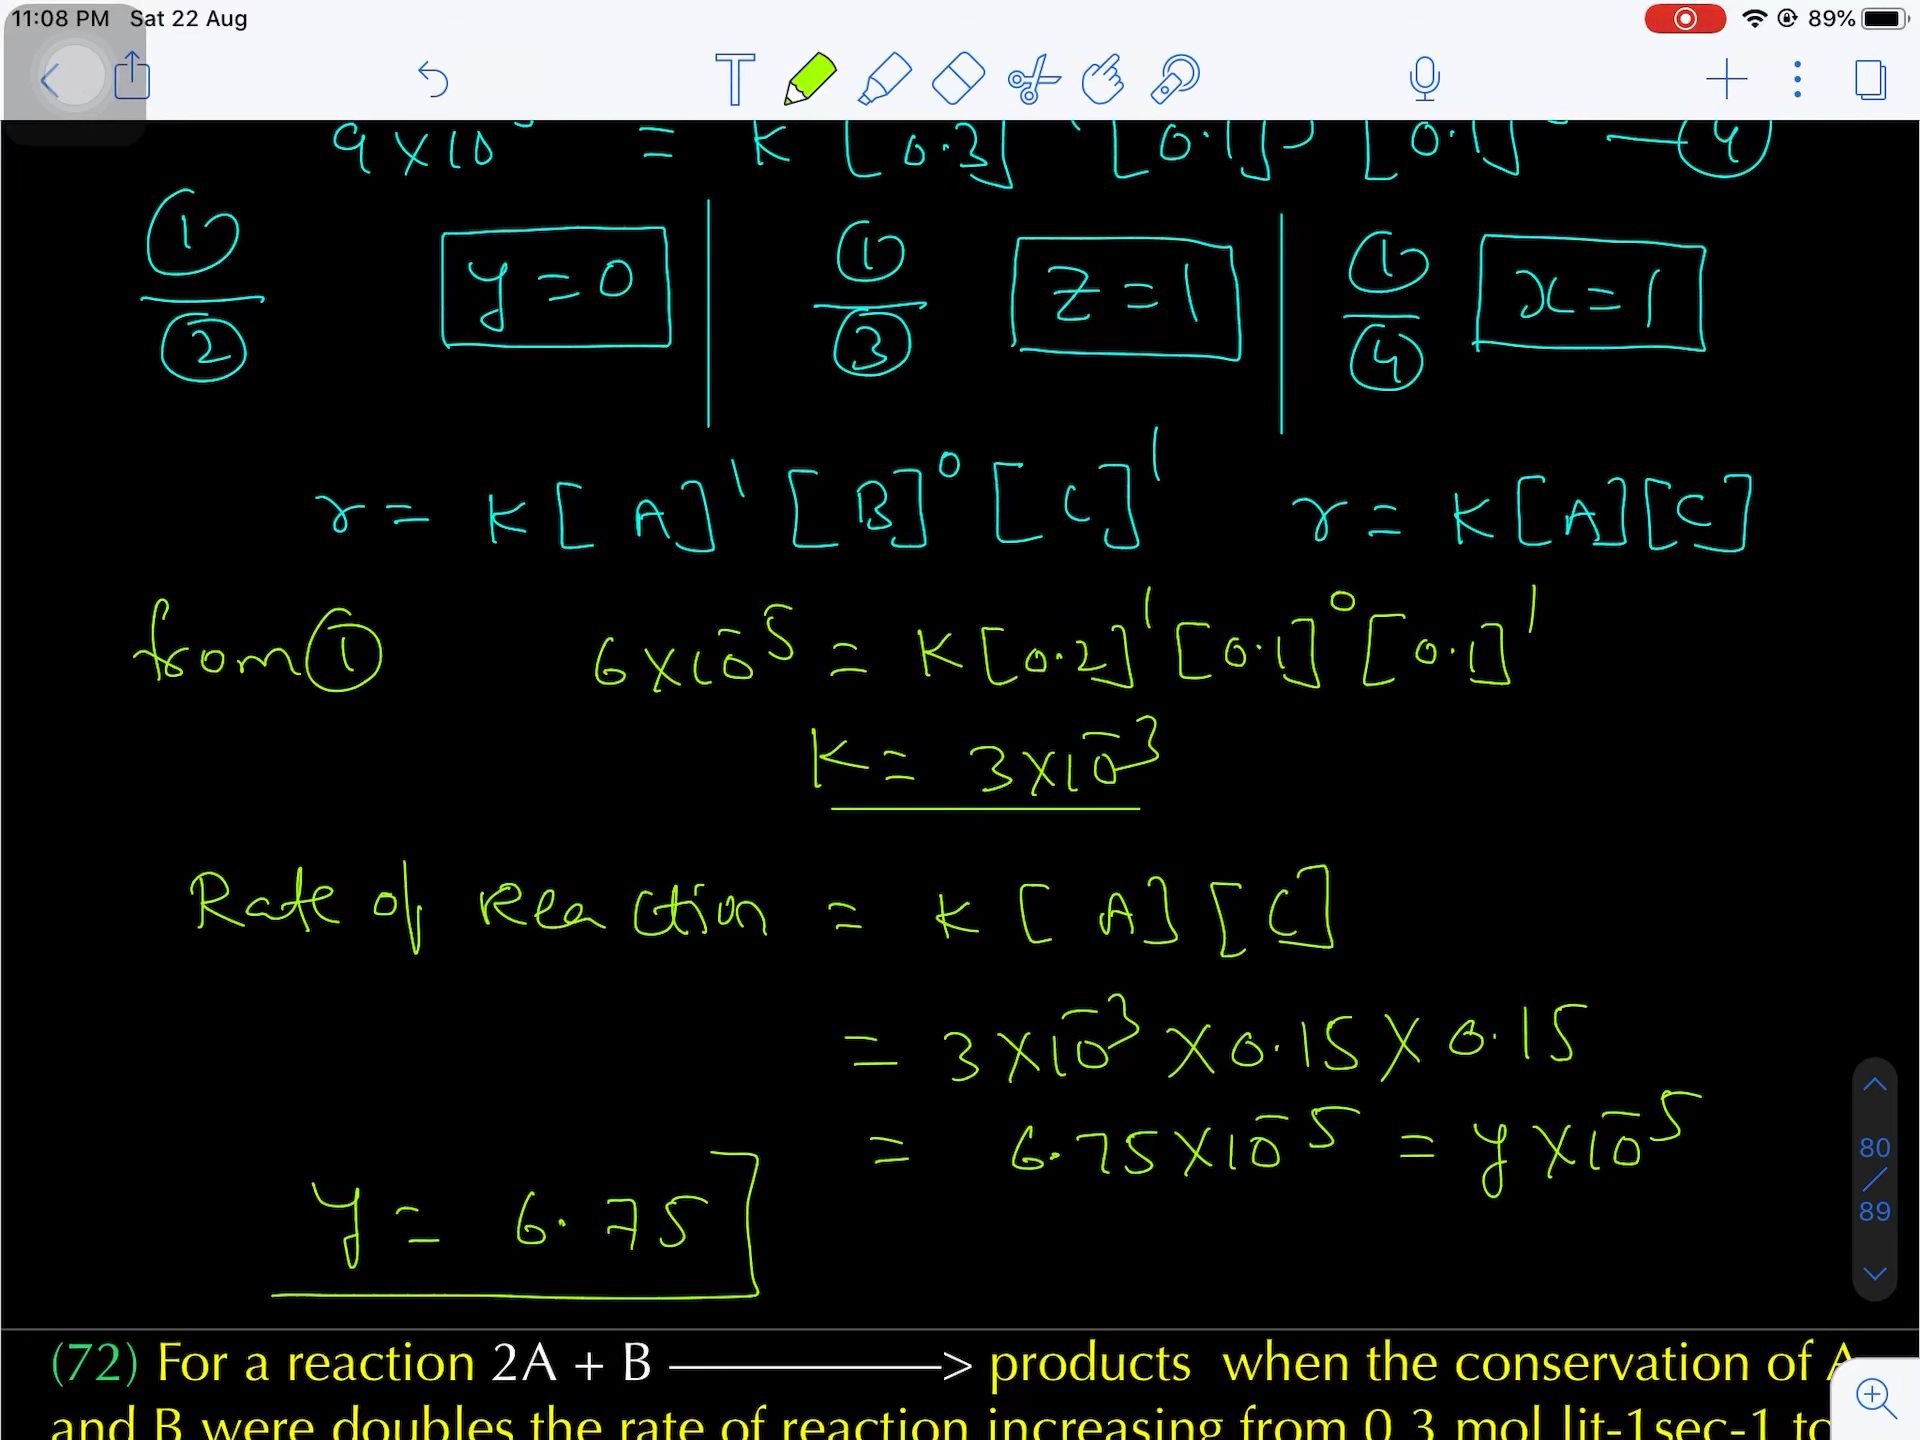 11:08 PM Sat 22 Aug 89%
= K [0.3] [0.1] [0.1] — ④
①/② y = 0 ①/③ z = 1 ①/④ x = 1
r = K[A]¹ [B]⁰ [C]¹ r = K[A][C]
from ① 6×10⁻⁵ = K[0.2]¹[0.1]⁰[0.1]¹
K = 3×10⁻³
Rate of reaction = K[A][C]
= 3×10⁻³ × 0.15 × 0.15
= 6.75×10⁻⁵ = y×10⁻⁵
y = 6.75
80
/
89
(72) For a reaction 2A + B ————> products when the conservation of A
and B were doubles the rate of reaction increasing from 0.3 mol lit-1sec-1 to